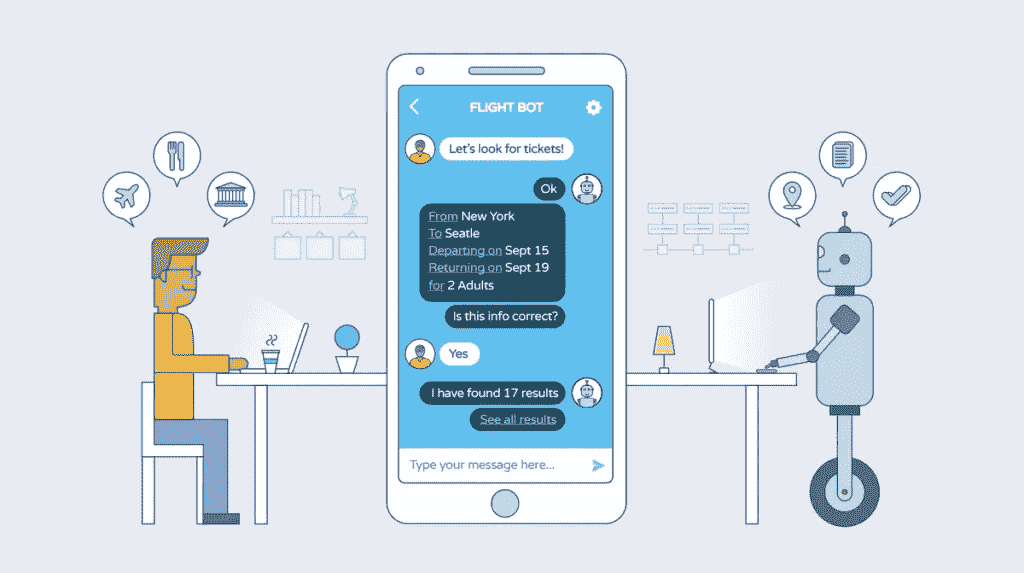 FLIGHT BOT
Let's look for tickets!
Ok
From New York
To Seatle
Departing on Sept 15
Returning on Sept 19
for 2 Adults
Is this info correct?
Yes
I have found 17 results
See all results
Type your message here...